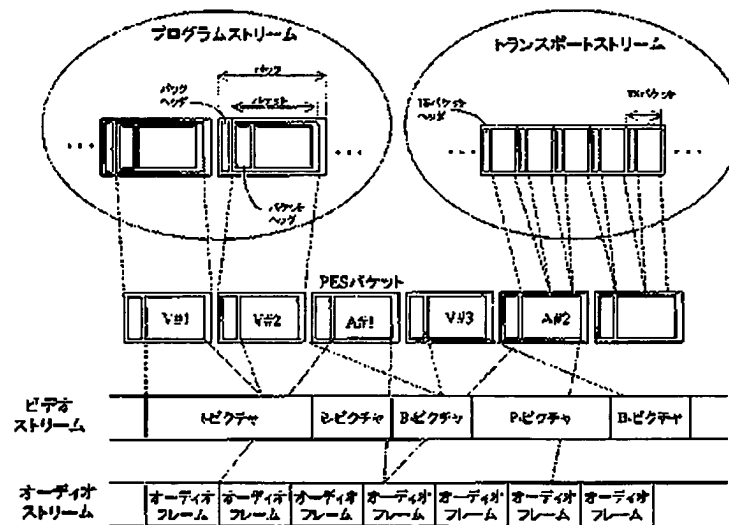 プログラムストリーム
パック
パック
ヘッダ
パケット
パケット
ヘッダ
トランスポートストリーム
TSパケット
ヘッダ
TSパケット
PESパケット
V#1
V#2
A#1
V#3
A#2
ビデオ
ストリーム
I-ピクチャ
B-ピクチャ
B-ピクチャ
P-ピクチャ
B-ピクチャ
オーディオ
ストリーム
オーディオ
フレーム
オーディオ
フレーム
オーディオ
フレーム
オーディオ
フレーム
オーディオ
フレーム
オーディオ
フレーム
オーディオ
フレーム